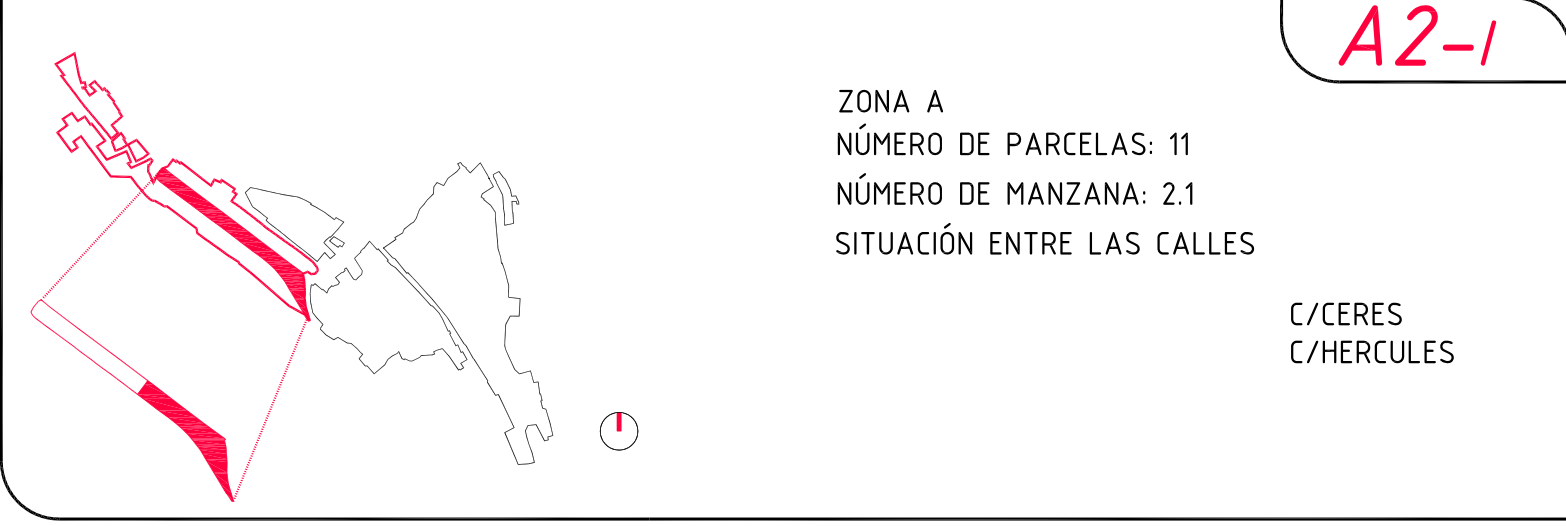 A2-1
ZONA A
NÚMERO DE PARCELAS: 11
NÚMERO DE MANZANA: 2.1
SITUACIÓN ENTRE LAS CALLES
C/CERES
C/HERCULES